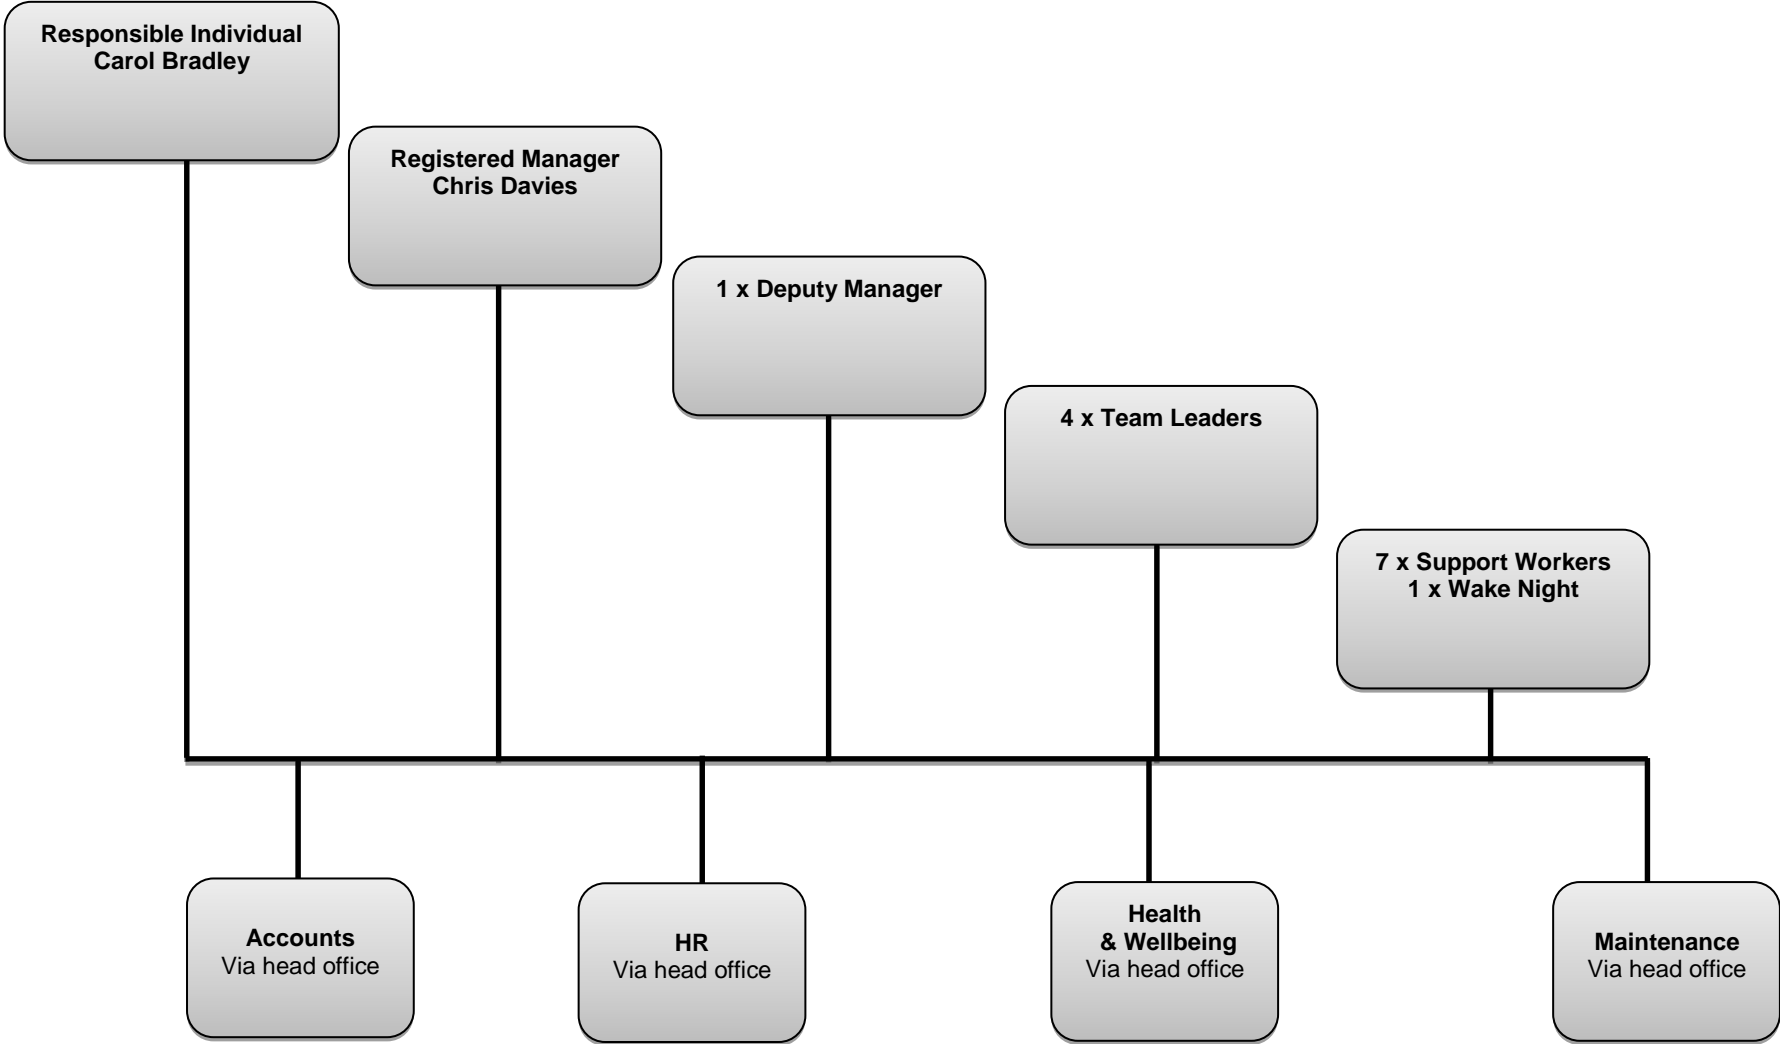 Responsible Individual
Carol Bradley
Registered Manager
Chris Davies
1 x Deputy Manager
4 x Team Leaders
7 x Support Workers
1 x Wake Night
Accounts
Via head office
HR
Via head office
Health
& Wellbeing
Via head office
Maintenance
Via head office